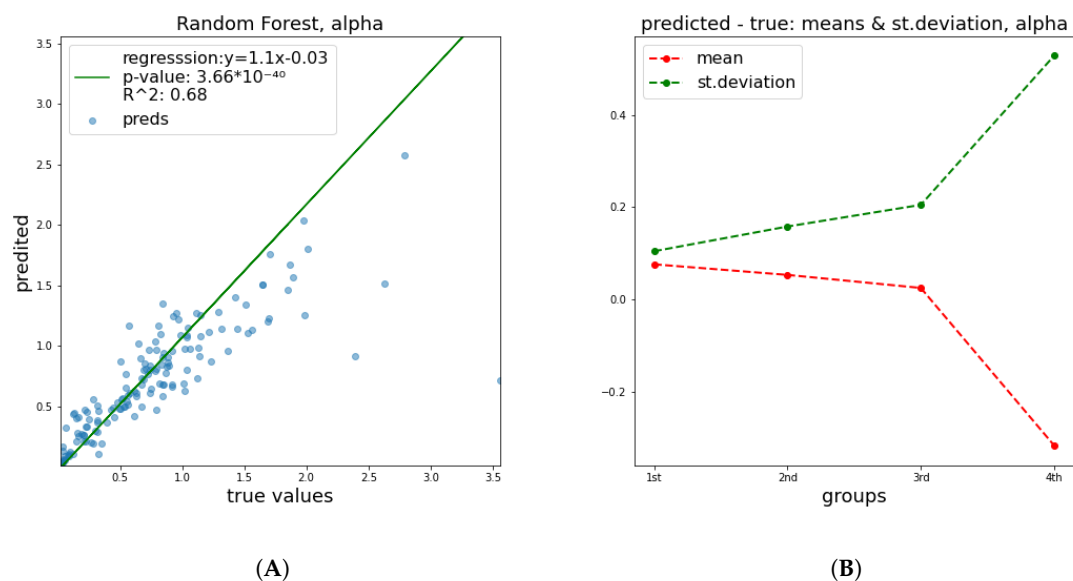 Random Forest, alpha
regresssion:y=1.1x-0.03
p-value: 3.66*10⁻⁴⁰
R^2: 0.68
preds
3.5
3.0
2.5
2.0
1.5
1.0
0.5
predited
0.5 1.0 1.5 2.0 2.5 3.0 3.5
true values
(A)
predicted - true: means & st.deviation, alpha
mean
st.deviation
0.4
0.2
0.0
−0.2
1st 2nd 3rd 4th
groups
(B)